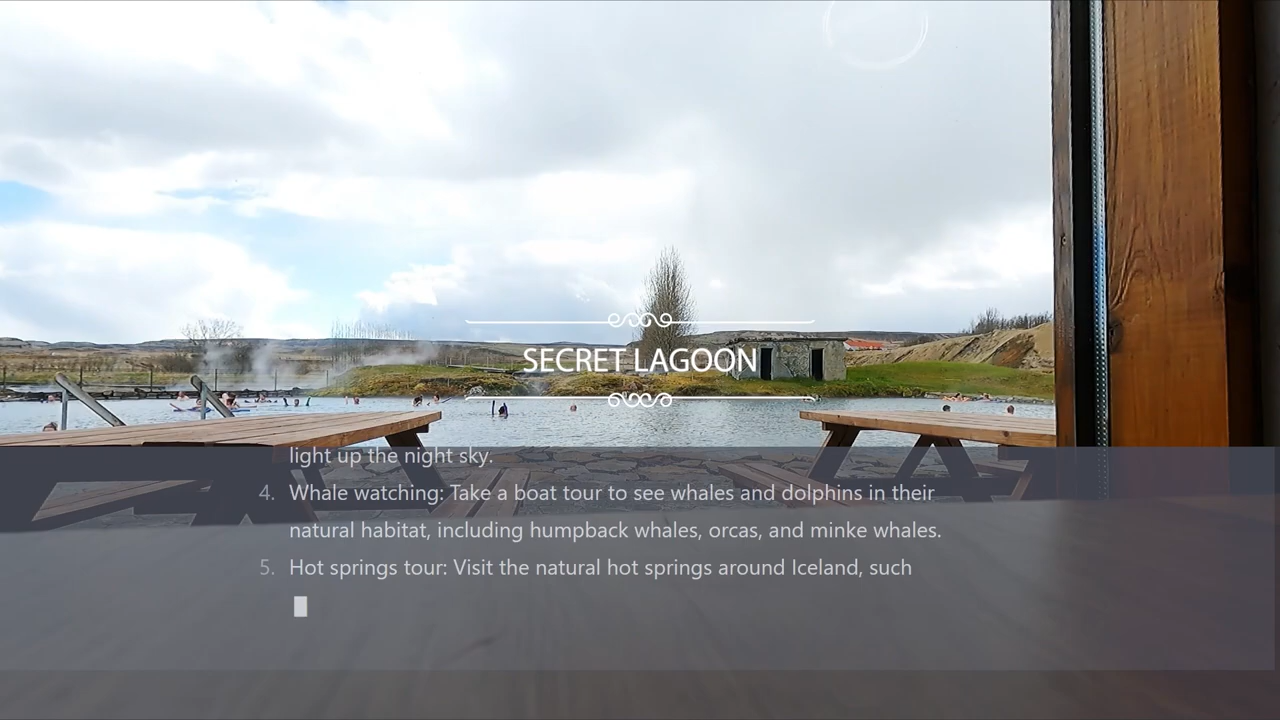 SECRET LAGOON
light up the night sky.
4. Whale watching: Take a boat tour to see whales and dolphins in their
natural habitat, including humpback whales, orcas, and minke whales.
5. Hot springs tour: Visit the natural hot springs around Iceland, such